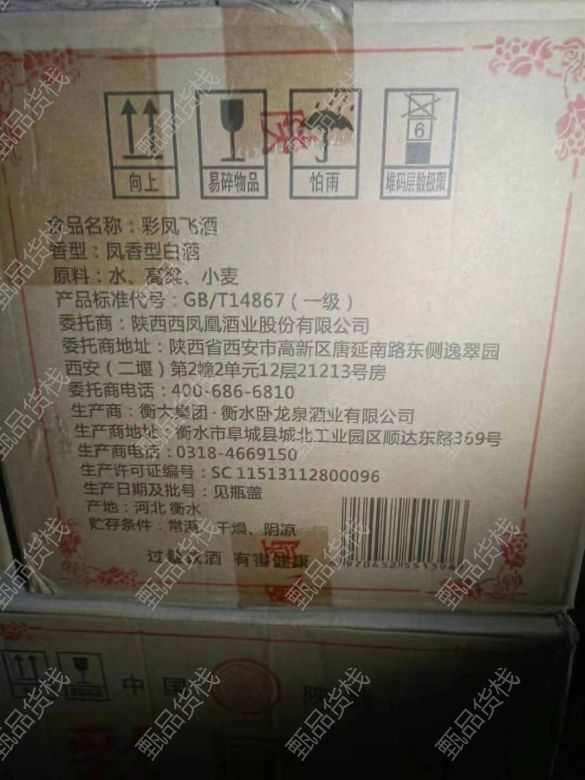 6
向上
易碎物品
怕雨
堆码层数极限
食品名称：彩凤飞酒
香型：凤香型白酒
原料：水、高粱、小麦
产品标准代号：GB/T14867（一级）
委托商：陕西西凤凰酒业股份有限公司
委托商地址：陕西省西安市高新区唐延南路东侧逸翠园
西安（二堰）第2幢2单元12层21213号房
委托商电话：400-686-6810
生产商：衡大集团·衡水卧龙泉酒业有限公司
生产商地址：衡水市阜城县城北工业园区顺达东路369号
生产商电话：0318-4669150
生产许可证编号：SC 11513112800096
生产日期及批号：见瓶盖
产地：河北 衡水
贮存条件：常温、干燥、阴凉
过量饮酒 有害健康
中 国
甄品货栈